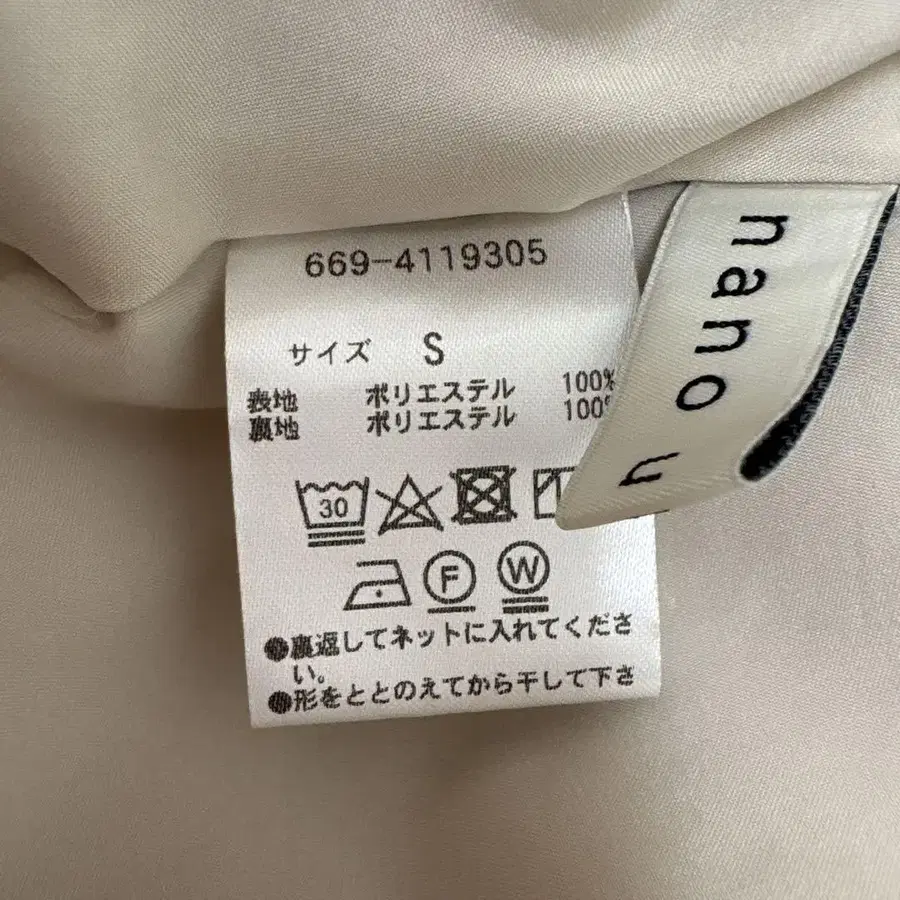 669-4119305
サイズ S
表地 ポリエステル 100%
裏地 ポリエステル 100%
30
F W
●裏返してネットに入れてくださ
い。
●形をととのえてから干して下さ
nano u